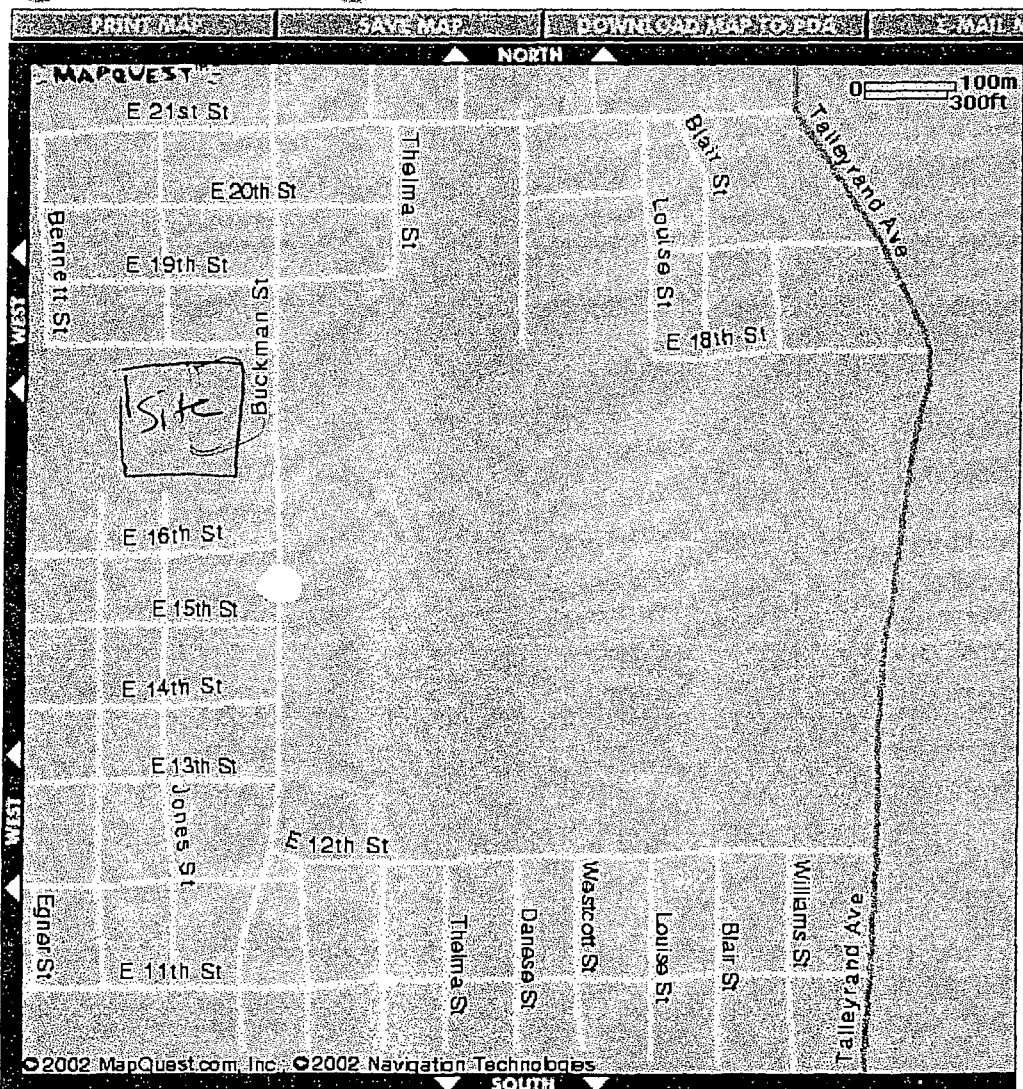 PRINT MAP
SAVE MAP
DOWNLOAD MAP TO PDA
E-MAIL
NORTH
MAPQUEST
0 100m
300ft
E 21st St
Blair St
Talleyrand Ave
Thelma St
E 20th St
Louise St
Bennett St
E 19th St
WEST
Buckman St
E 18th St
Site
E 16th St
E 15th St
E 14th St
E 13th St
WEST
Jones St
E 12th St
Egner St
Thelma St
Danese St
Westcott St
Louise St
Blair St
Williams St
Talleyrand Ave
E 11th St
©2002 MapQuest.com Inc.; ©2002 Navigation Technologies
SOUTH